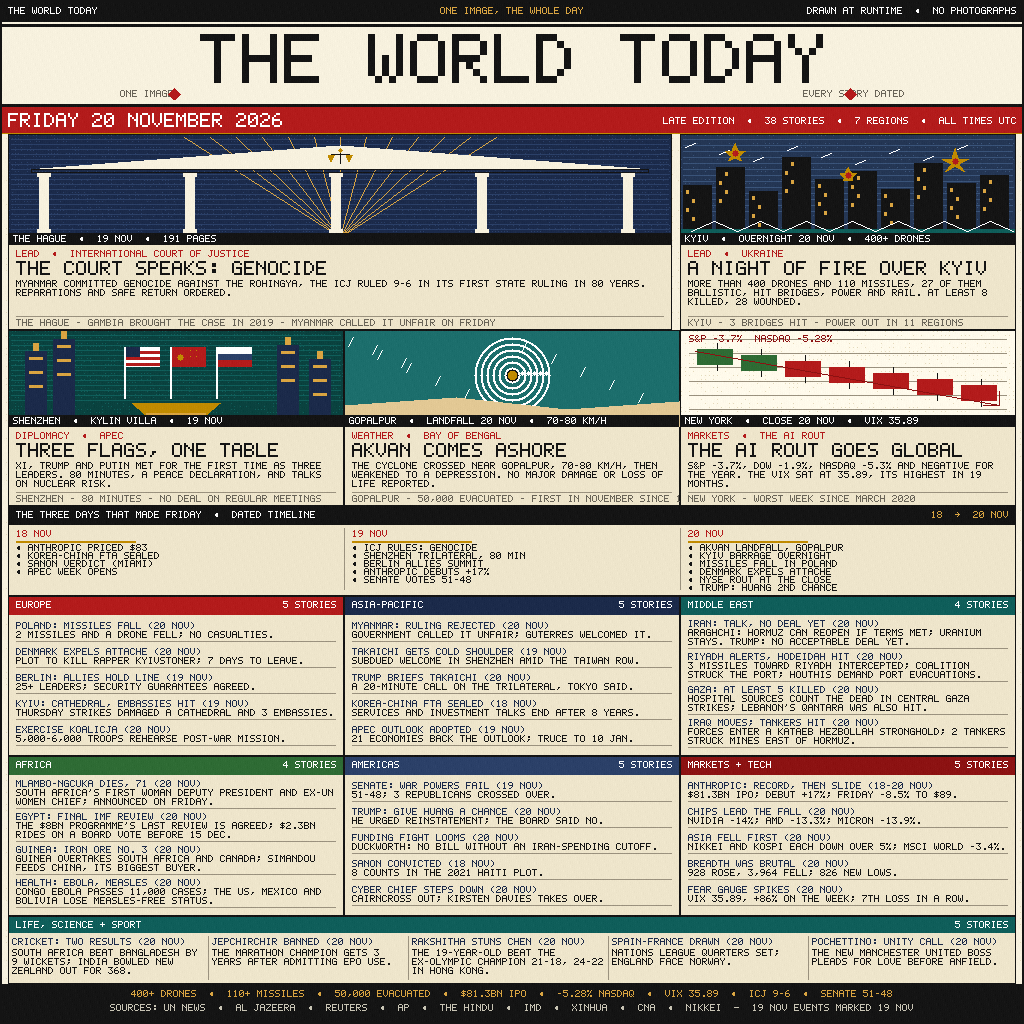 THE WORLD TODAY
ONE IMAGE, THE WHOLE DAY
DRAWN AT RUNTIME • NO PHOTOGRAPHS
THE WORLD TODAY
ONE IMAGE
EVERY STORY DATED
FRIDAY 20 NOVEMBER 2026
LATE EDITION • 38 STORIES • 7 REGIONS • ALL TIMES UTC
THE HAGUE • 19 NOV • 191 PAGES
LEAD • INTERNATIONAL COURT OF JUSTICE
THE COURT SPEAKS: GENOCIDE
MYANMAR COMMITTED GENOCIDE AGAINST THE ROHINGYA, THE ICJ RULED 9-6 IN ITS FIRST STATE RULING IN 80 YEARS.
REPARATIONS AND SAFE RETURN ORDERED.
THE HAGUE - GAMBIA BROUGHT THE CASE IN 2019 - MYANMAR CALLED IT UNFAIR ON FRIDAY
KYIV • OVERNIGHT 20 NOV • 400+ DRONES
LEAD • UKRAINE
A NIGHT OF FIRE OVER KYIV
MORE THAN 400 DRONES AND 110 MISSILES, 27 OF THEM
BALLISTIC, HIT BRIDGES, POWER AND RAIL. AT LEAST 8
KILLED, 28 WOUNDED.
KYIV - 3 BRIDGES HIT - POWER OUT IN 11 REGIONS
SHENZHEN • KYLIN VILLA • 19 NOV
DIPLOMACY • APEC
THREE FLAGS, ONE TABLE
XI, TRUMP AND PUTIN MET FOR THE FIRST TIME AS THREE
LEADERS. 80 MINUTES, A PEACE DECLARATION, AND TALKS
ON NUCLEAR RISK.
SHENZHEN - 80 MINUTES - NO DEAL ON REGULAR MEETINGS
GOPALPUR • LANDFALL 20 NOV • 70-80 KM/H
WEATHER • BAY OF BENGAL
AKVAN COMES ASHORE
THE CYCLONE CROSSED NEAR GOPALPUR, 70-80 KM/H, THEN
WEAKENED TO A DEPRESSION. NO MAJOR DAMAGE OR LOSS OF
LIFE REPORTED.
GOPALPUR - 50,000 EVACUATED - FIRST IN NOVEMBER SINCE
S&P -3.7% NASDAQ -5.28%
NEW YORK • CLOSE 20 NOV • VIX 35.89
MARKETS • THE AI ROUT
THE AI ROUT GOES GLOBAL
S&P -3.7%, DOW -1.9%, NASDAQ -5.3% AND NEGATIVE FOR
THE YEAR. THE VIX SAT AT 35.89, ITS HIGHEST IN 19
MONTHS.
NEW YORK - WORST WEEK SINCE MARCH 2020
THE THREE DAYS THAT MADE FRIDAY • DATED TIMELINE
18 → 20 NOV
18 NOV
• ANTHROPIC PRICED $83
• KOREA-CHINA FTA SEALED
• SANON VERDICT (MIAMI)
• APEC WEEK OPENS
19 NOV
• ICJ RULES: GENOCIDE
• SHENZHEN TRILATERAL, 80 MIN
• BERLIN ALLIES SUMMIT
• ANTHROPIC DEBUTS +17%
• SENATE VOTES 51-48
20 NOV
• AKVAN LANDFALL, GOPALPUR
• KYIV BARRAGE OVERNIGHT
• MISSILES FALL IN POLAND
• DENMARK EXPELS ATTACHE
• NYSE ROUT AT THE CLOSE
• TRUMP: HUANG 2ND CHANCE
EUROPE
5 STORIES
POLAND: MISSILES FALL (20 NOV)
2 MISSILES AND A DRONE FELL; NO CASUALTIES.
DENMARK EXPELS ATTACHE (20 NOV)
PLOT TO KILL RAPPER KYIVSTONER; 7 DAYS TO LEAVE.
BERLIN: ALLIES HOLD LINE (19 NOV)
25+ LEADERS; SECURITY GUARANTEES AGREED.
KYIV: CATHEDRAL, EMBASSIES HIT (19 NOV)
THURSDAY STRIKES DAMAGED A CATHEDRAL AND 3 EMBASSIES.
EXERCISE KOALICJA (20 NOV)
5,000-6,000 TROOPS REHEARSE POST-WAR MISSION.
ASIA-PACIFIC
5 STORIES
MYANMAR: RULING REJECTED (20 NOV)
GOVERNMENT CALLED IT UNFAIR; GUTERRES WELCOMED IT.
TAKAICHI GETS COLD SHOULDER (19 NOV)
SUBDUED WELCOME IN SHENZHEN AMID THE TAIWAN ROW.
TRUMP BRIEFS TAKAICHI (20 NOV)
A 20-MINUTE CALL ON THE TRILATERAL, TOKYO SAID.
KOREA-CHINA FTA SEALED (18 NOV)
SERVICES AND INVESTMENT TALKS END AFTER 8 YEARS.
APEC OUTLOOK ADOPTED (19 NOV)
21 ECONOMIES BACK THE OUTLOOK; TRUCE TO 10 JAN.
MIDDLE EAST
4 STORIES
IRAN: TALK, NO DEAL YET (20 NOV)
ARAGHCHI: HORMUZ CAN REOPEN IF TERMS MET; URANIUM
STAYS. TRUMP: NO ACCEPTABLE DEAL YET.
RIYADH ALERTS, HODEIDAH HIT (20 NOV)
3 MISSILES TOWARD RIYADH INTERCEPTED; COALITION
STRUCK THE PORT; HOUTHIS DEMAND PORT EVACUATIONS.
GAZA: AT LEAST 5 KILLED (20 NOV)
HOSPITAL SOURCES COUNT THE DEAD IN CENTRAL GAZA
STRIKES; LEBANON'S QANTARA WAS ALSO HIT.
IRAQ MOVES; TANKERS HIT (20 NOV)
FORCES ENTER A KATAEB HEZBOLLAH STRONGHOLD; 2 TANKERS
STRUCK MINES EAST OF HORMUZ.
AFRICA
4 STORIES
MLAMBO-NGCUKA DIES, 71 (20 NOV)
SOUTH AFRICA'S FIRST WOMAN DEPUTY PRESIDENT AND EX-UN
WOMEN CHIEF; ANNOUNCED ON FRIDAY.
EGYPT: FINAL IMF REVIEW (20 NOV)
THE $8BN PROGRAMME'S LAST REVIEW IS AGREED; $2.3BN
RIDES ON A BOARD VOTE BEFORE 15 DEC.
GUINEA: IRON ORE NO. 3 (20 NOV)
GUINEA OVERTAKES SOUTH AFRICA AND CANADA; SIMANDOU
FEEDS CHINA, ITS BIGGEST BUYER.
HEALTH: EBOLA, MEASLES (20 NOV)
CONGO EBOLA PASSES 11,000 CASES; THE US, MEXICO AND
BOLIVIA LOSE MEASLES-FREE STATUS.
AMERICAS
5 STORIES
SENATE: WAR POWERS FAIL (19 NOV)
51-48; 3 REPUBLICANS CROSSED OVER.
TRUMP: GIVE HUANG A CHANCE (20 NOV)
HE URGED REINSTATEMENT; THE BOARD SAID NO.
FUNDING FIGHT LOOMS (20 NOV)
DUCKWORTH: NO BILL WITHOUT AN IRAN-SPENDING CUTOFF.
SANON CONVICTED (18 NOV)
8 COUNTS IN THE 2021 HAITI PLOT.
CYBER CHIEF STEPS DOWN (20 NOV)
CAIRNCROSS OUT; KIRSTEN DAVIES TAKES OVER.
MARKETS + TECH
5 STORIES
ANTHROPIC: RECORD, THEN SLIDE (18-20 NOV)
$81.3BN IPO; DEBUT +17%; FRIDAY -8.5% TO $89.
CHIPS LEAD THE FALL (20 NOV)
NVIDIA -14%; AMD -13.3%; MICRON -13.9%.
ASIA FELL FIRST (20 NOV)
NIKKEI AND KOSPI EACH DOWN OVER 5%; MSCI WORLD -3.4%.
BREADTH WAS BRUTAL (20 NOV)
928 ROSE, 3,964 FELL; 826 NEW LOWS.
FEAR GAUGE SPIKES (20 NOV)
VIX 35.89, +86% ON THE WEEK; 7TH LOSS IN A ROW.
LIFE, SCIENCE + SPORT
5 STORIES
CRICKET: TWO RESULTS (20 NOV)
SOUTH AFRICA BEAT BANGLADESH BY
9 WICKETS; INDIA BOWLED NEW
ZEALAND OUT FOR 368.
JEPCHIRCHIR BANNED (20 NOV)
THE MARATHON CHAMPION GETS 3
YEARS AFTER ADMITTING EPO USE.
RAKSHITHA STUNS CHEN (20 NOV)
THE 19-YEAR-OLD BEAT THE
EX-OLYMPIC CHAMPION 21-18, 24-22
IN HONG KONG.
SPAIN-FRANCE DRAWN (20 NOV)
NATIONS LEAGUE QUARTERS SET;
ENGLAND FACE NORWAY.
POCHETTINO: UNITY CALL (20 NOV)
THE NEW MANCHESTER UNITED BOSS
PLEADS FOR LOVE BEFORE ANFIELD.
400+ DRONES • 110+ MISSILES • 50,000 EVACUATED • $81.3BN IPO • -5.28% NASDAQ • VIX 35.89 • ICJ 9-6 • SENATE 51-48
SOURCES: UN NEWS • AL JAZEERA • REUTERS • AP • THE HINDU • IMD • XINHUA • CNA • NIKKEI - 19 NOV EVENTS MARKED 19 NOV